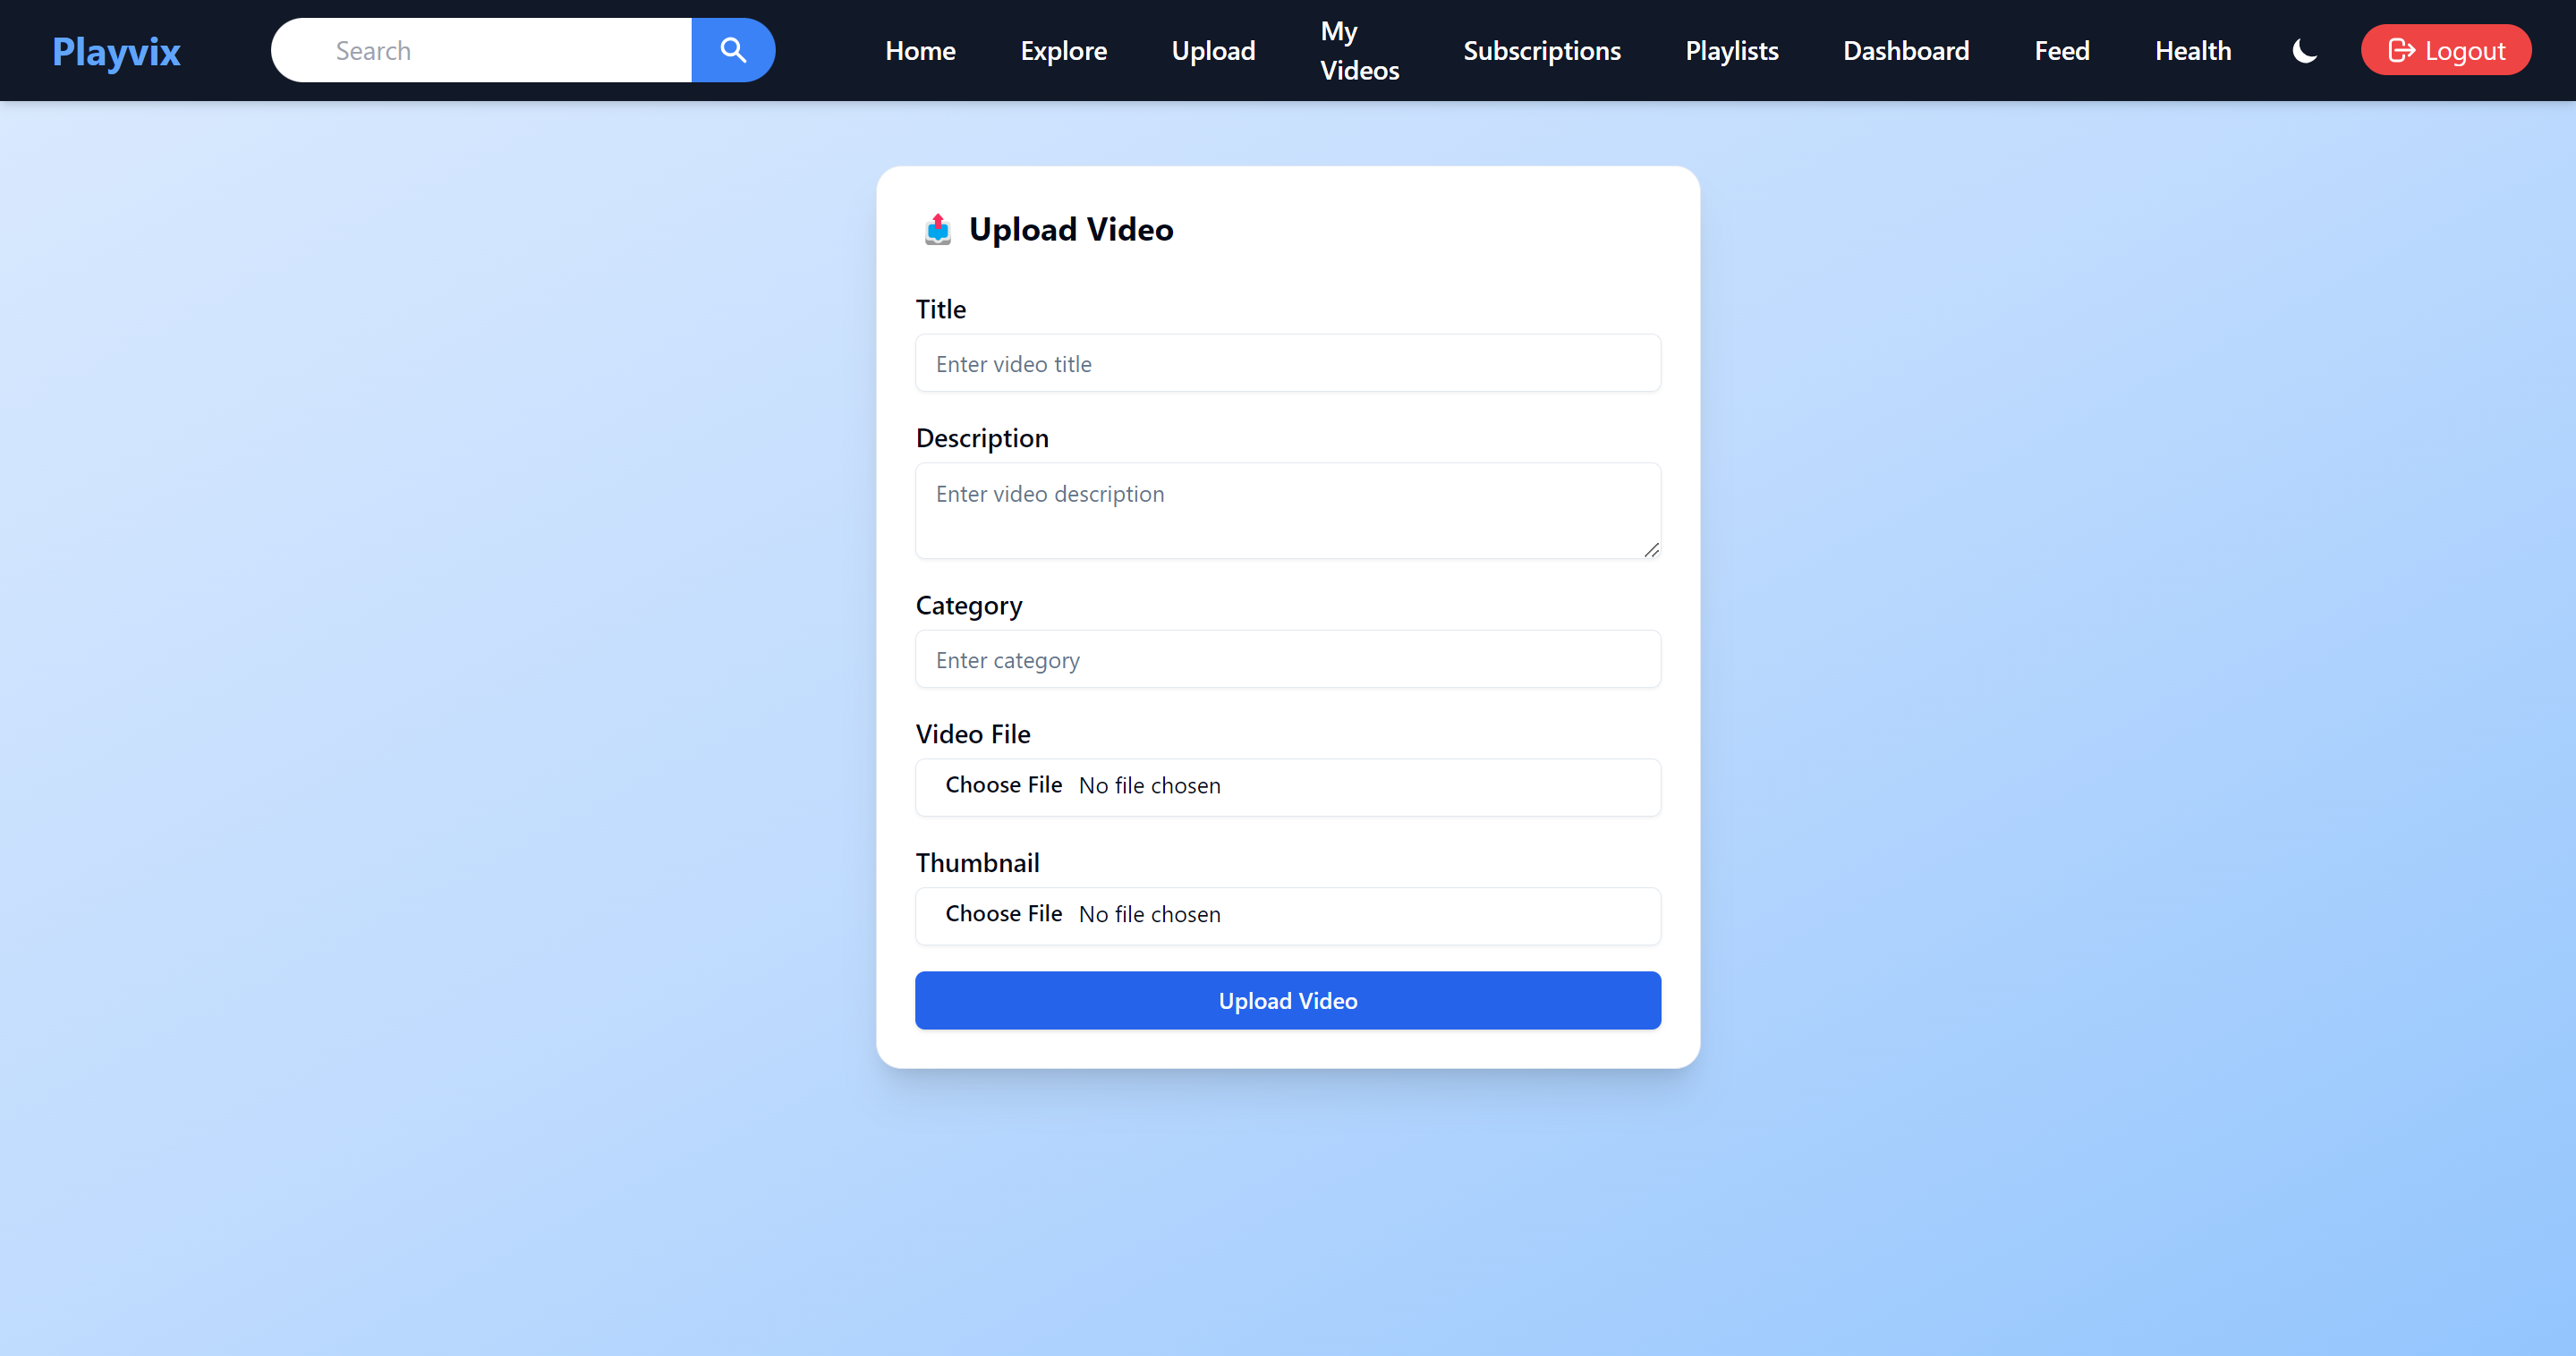 Playvix
Search
Home
Explore
Upload
My
Videos
Subscriptions
Playlists
Dashboard
Feed
Health
Logout
Upload Video
Title
Enter video title
Description
Enter video description
Category
Enter category
Video File
Choose File No file chosen
Thumbnail
Choose File No file chosen
Upload Video